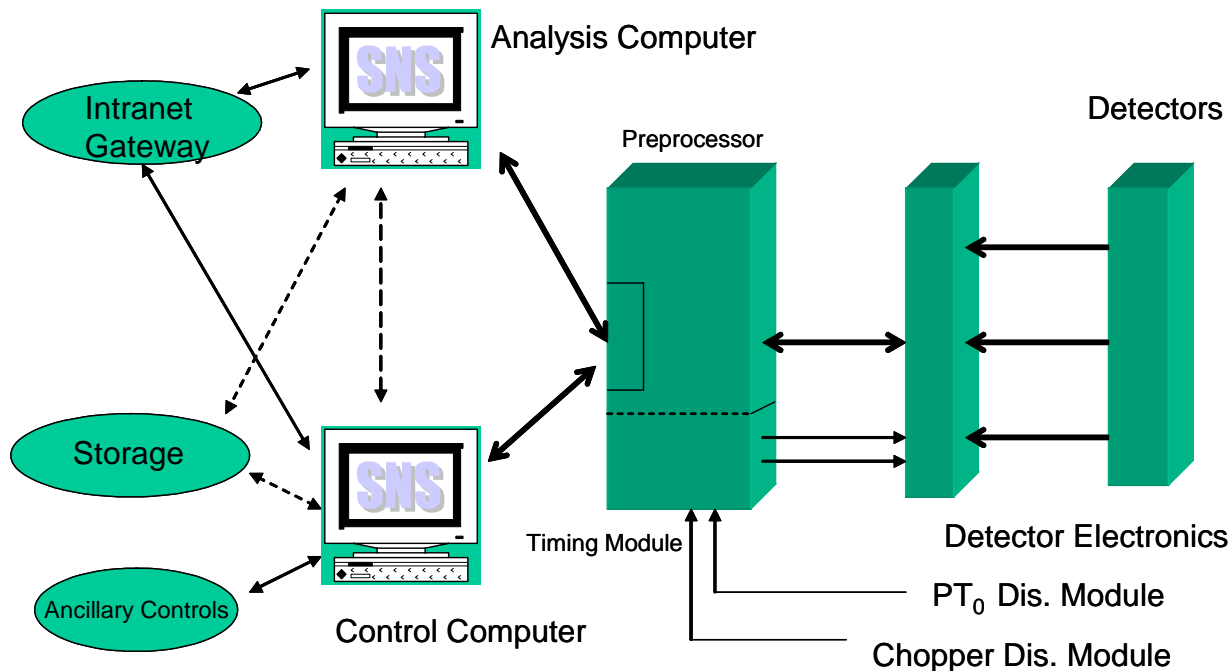 Analysis Computer
SNS
Intranet
Gateway
Detectors
Preprocessor
Storage
SNS
Timing Module
Detector Electronics
Ancillary Controls
PT₀ Dis. Module
Control Computer
Chopper Dis. Module